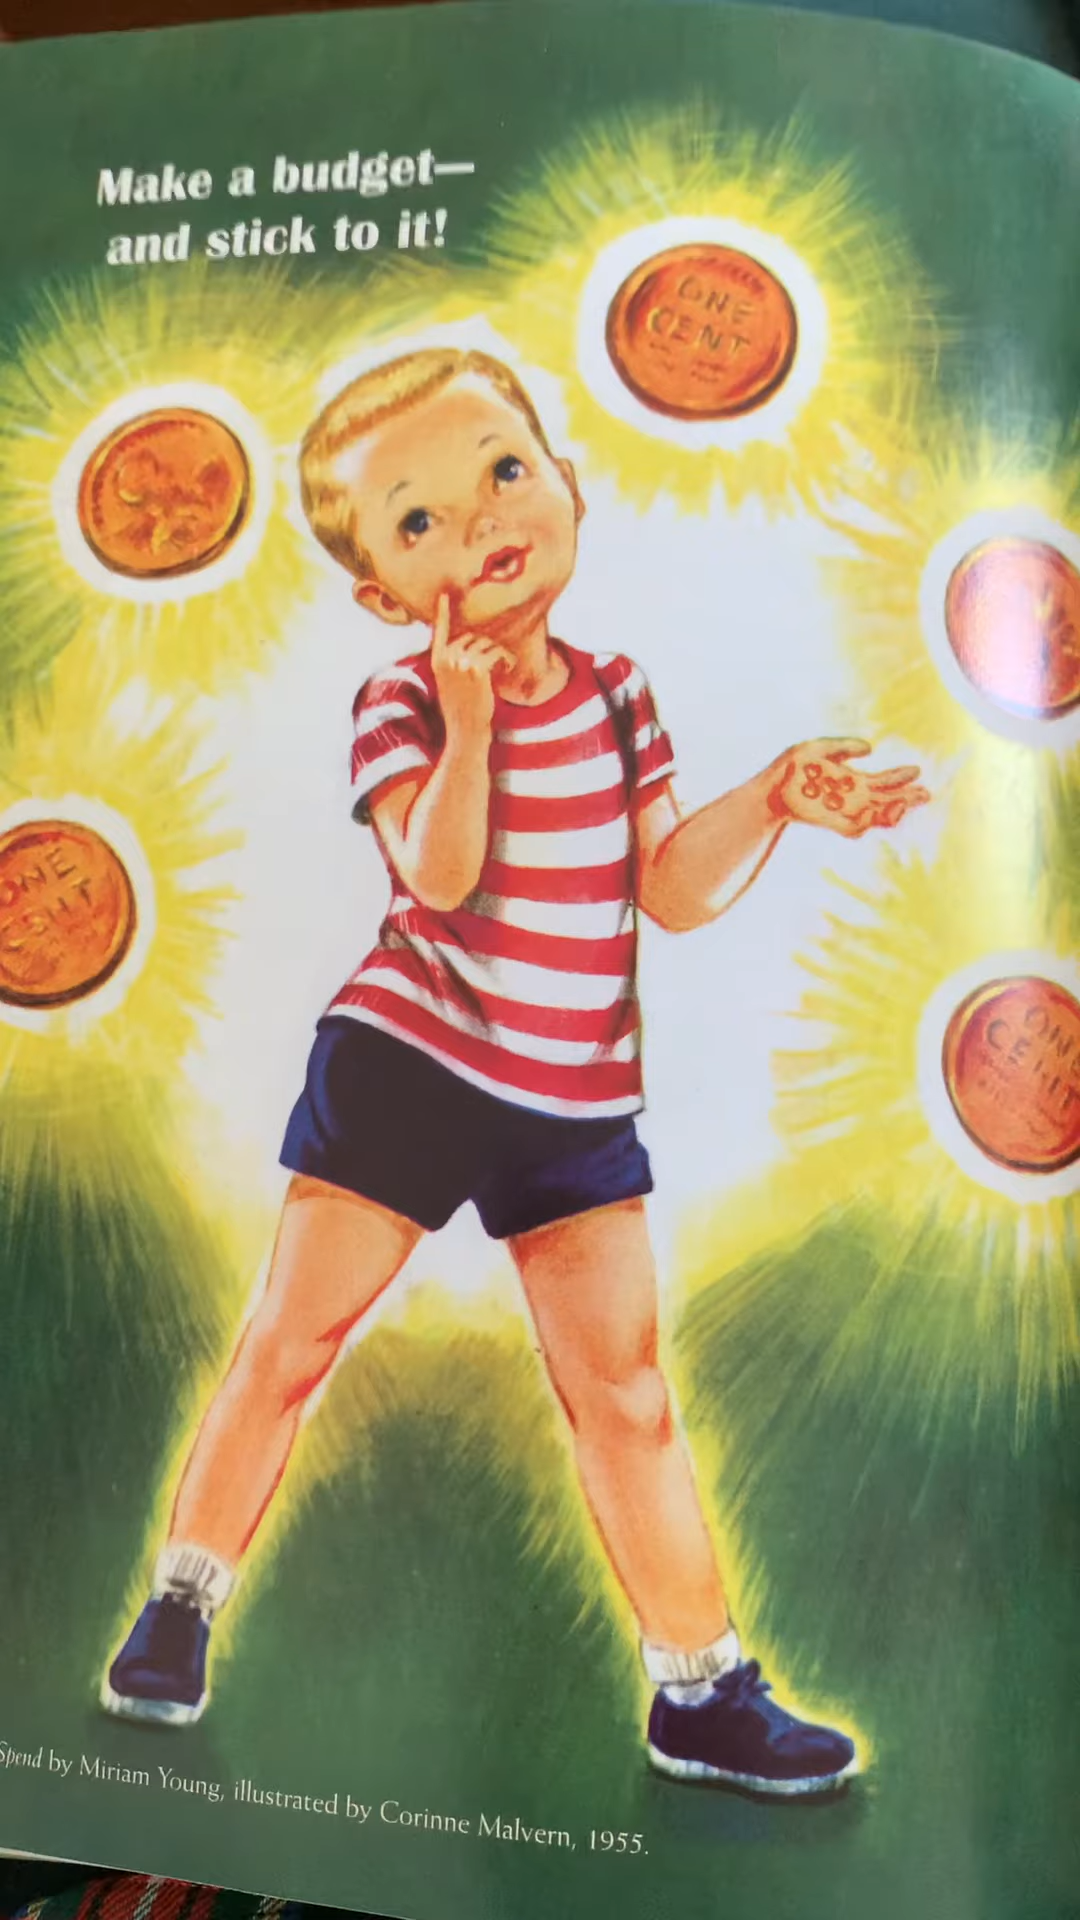 Make a budget—
and stick to it!
ONE
CENT
ONE
CENT
ONE
CENT
Spend by Miriam Young, illustrated by Corinne Malvern, 1955.